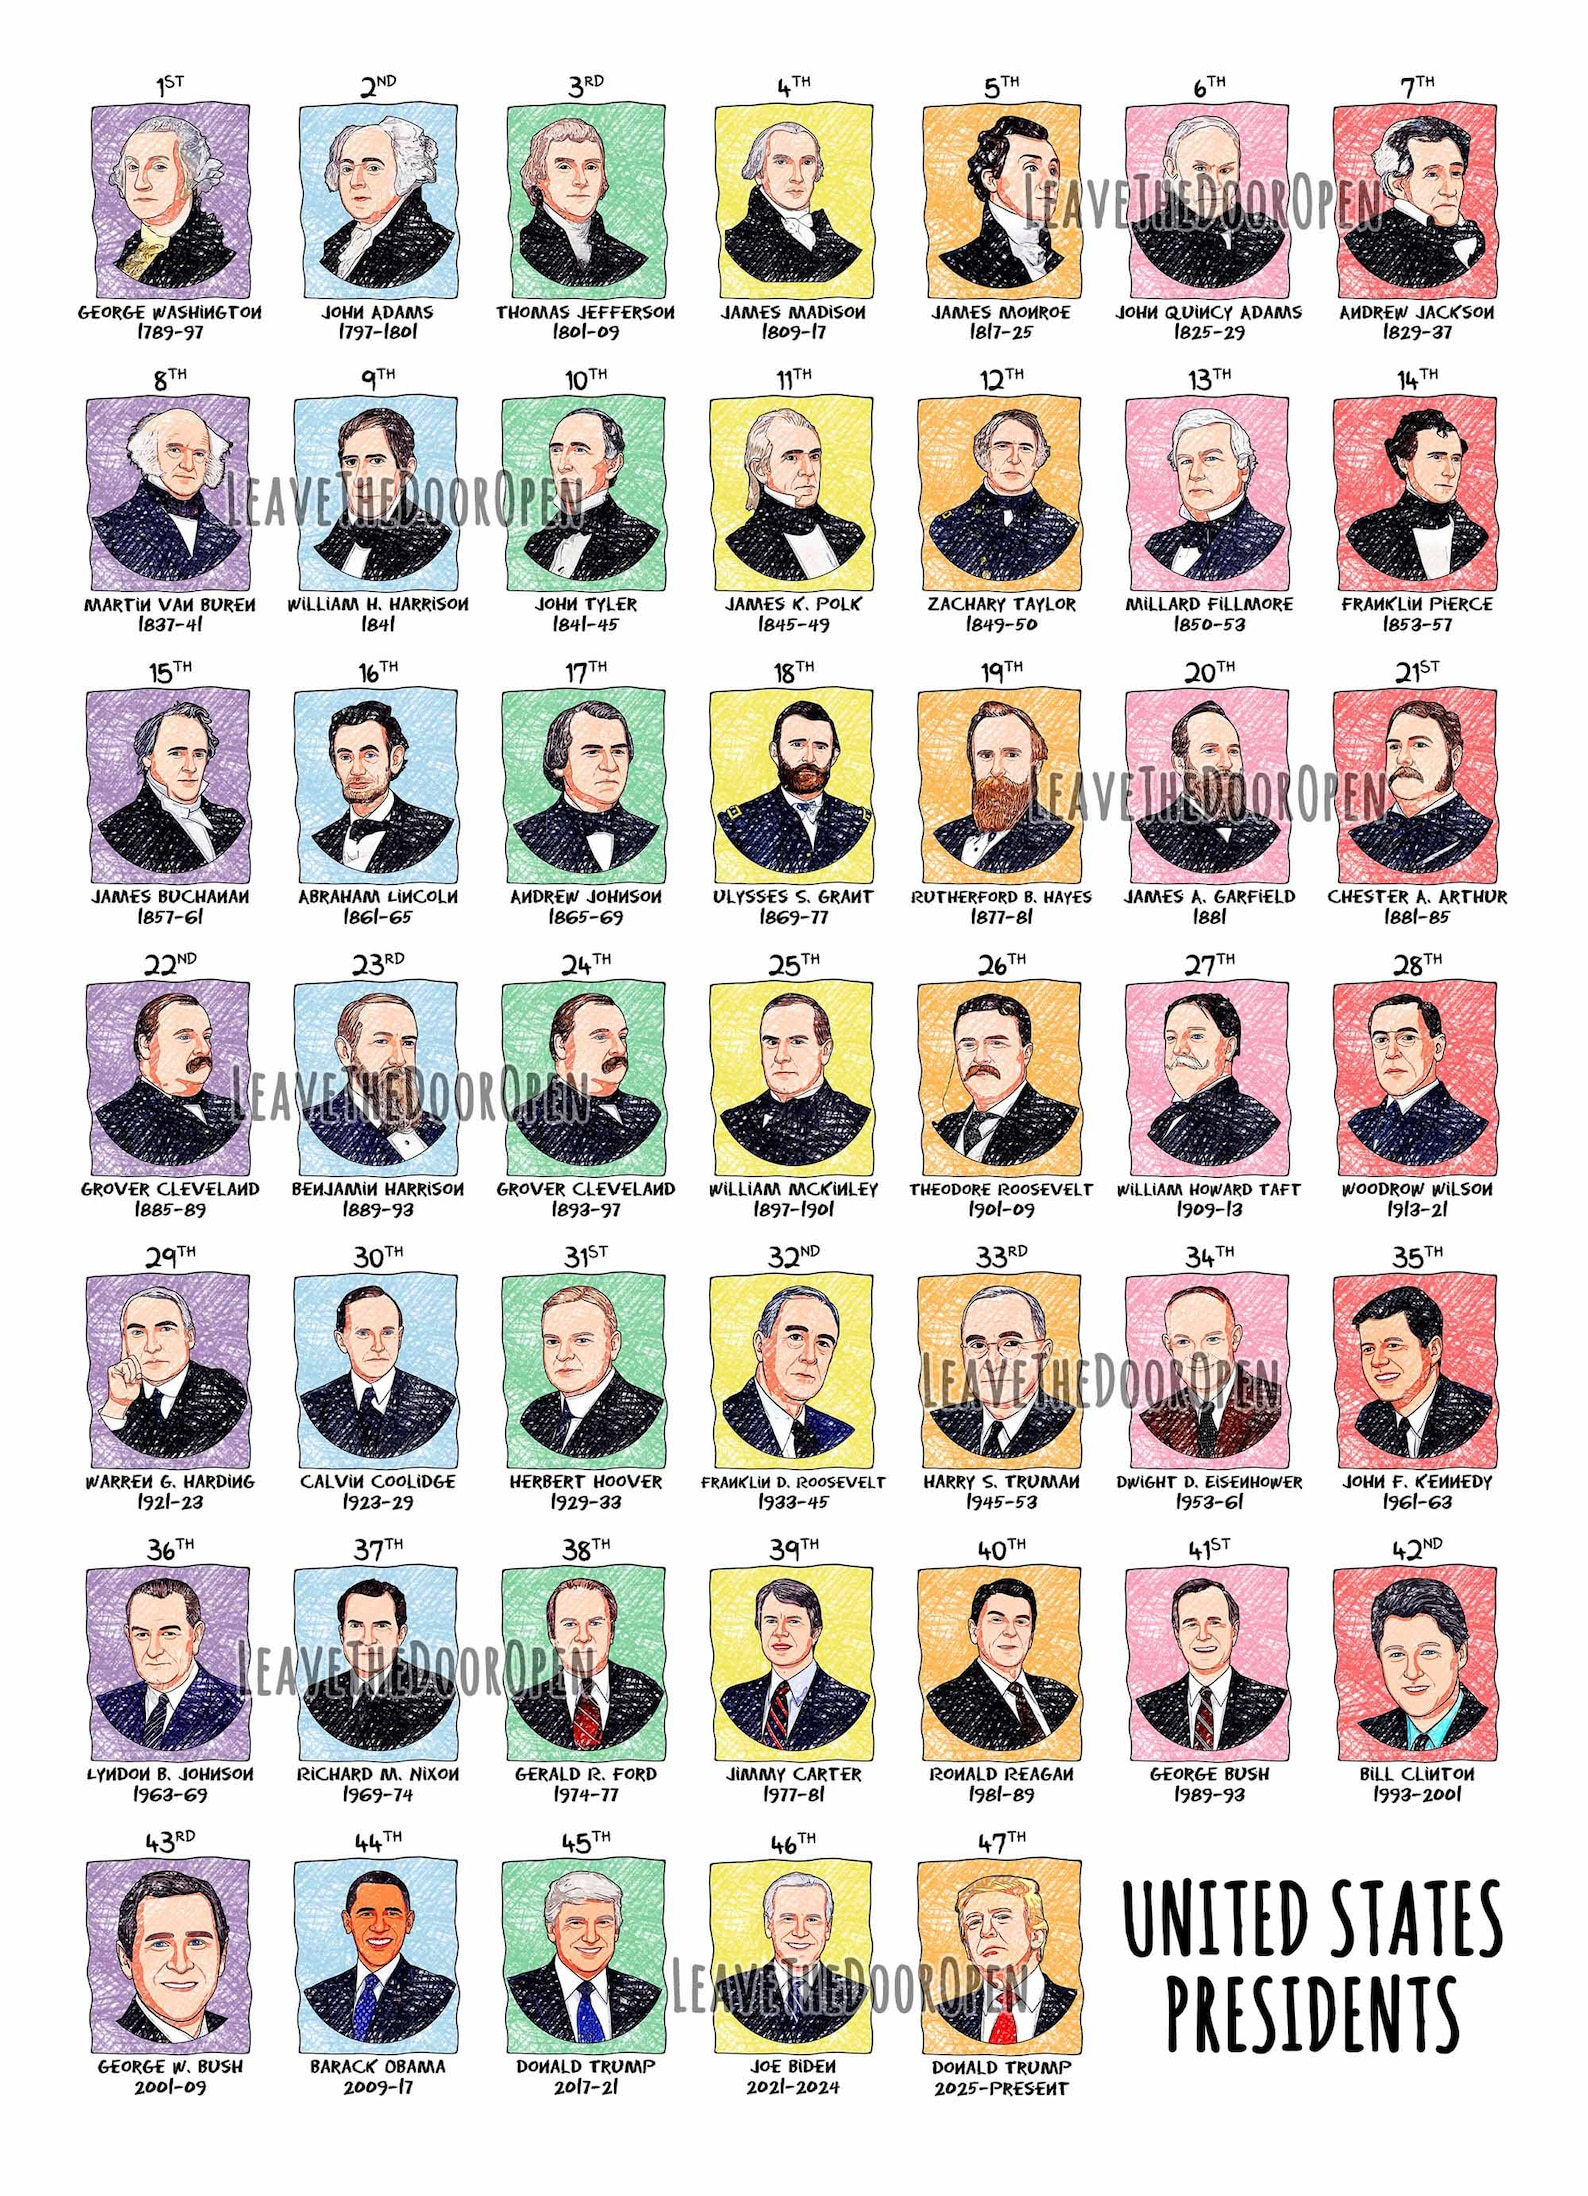 1ST 2ND 3RD 4TH 5TH 6TH 7TH
LEAVETHEDOOROPEN
GEORGE WASHINGTON JOHN ADAMS THOMAS JEFFERSON JAMES MADISON JAMES MONROE JOHN QUINCY ADAMS ANDREW JACKSON
1789-97 1797-1801 1801-09 1809-17 1817-25 1825-29 1829-37
8TH 9TH 10TH 11TH 12TH 13TH 14TH
LEAVETHEDOOROPEN
MARTIN VAN BUREN WILLIAM H. HARRISON JOHN TYLER JAMES K. POLK ZACHARY TAYLOR MILLARD FILLMORE FRANKLIN PIERCE
1837-41 1841 1841-45 1845-49 1849-50 1850-53 1853-57
15TH 16TH 17TH 18TH 19TH 20TH 21ST
LEAVETHEDOOROPEN
JAMES BUCHANAN ABRAHAM LINCOLN ANDREW JOHNSON ULYSSES S. GRANT RUTHERFORD B. HAYES JAMES A. GARFIELD CHESTER A. ARTHUR
1857-61 1861-65 1865-69 1869-77 1877-81 1881 1881-85
22ND 23RD 24TH 25TH 26TH 27TH 28TH
LEAVETHEDOOROPEN
GROVER CLEVELAND BENJAMIN HARRISON GROVER CLEVELAND WILLIAM MCKINLEY THEODORE ROOSEVELT WILLIAM HOWARD TAFT WOODROW WILSON
1885-89 1889-93 1893-97 1897-1901 1901-09 1909-13 1913-21
29TH 30TH 31ST 32ND 33RD 34TH 35TH
LEAVETHEDOOROPEN
WARREN G. HARDING CALVIN COOLIDGE HERBERT HOOVER FRANKLIN D. ROOSEVELT HARRY S. TRUMAN DWIGHT D. EISENHOWER JOHN F. KENNEDY
1921-23 1923-29 1929-33 1933-45 1945-53 1953-61 1961-63
36TH 37TH 38TH 39TH 40TH 41ST 42ND
LEAVETHEDOOROPEN
LYNDON B. JOHNSON RICHARD M. NIXON GERALD R. FORD JIMMY CARTER RONALD REAGAN GEORGE BUSH BILL CLINTON
1963-69 1969-74 1974-77 1977-81 1981-89 1989-93 1993-2001
43RD 44TH 45TH 46TH 47TH
UNITED STATES
PRESIDENTS
LEAVETHEDOOROPEN
GEORGE W. BUSH BARACK OBAMA DONALD TRUMP JOE BIDEN DONALD TRUMP
2001-09 2009-17 2017-21 2021-2024 2025-PRESENT